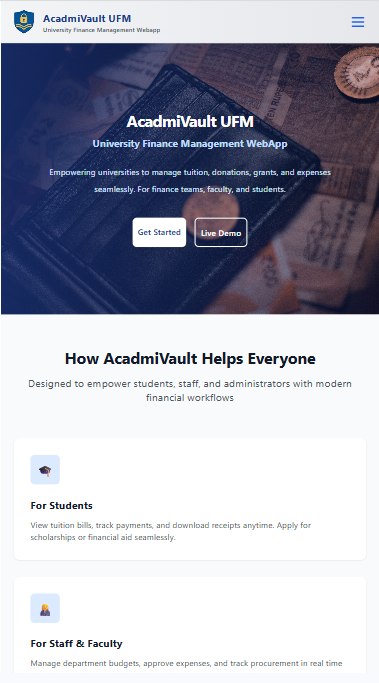 AcadmiVault UFM
University Finance Management Webapp
AcadmiVault UFM
University Finance Management WebApp
Empowering universities to manage tuition, donations, grants, and expenses
seamlessly. For finance teams, faculty, and students.
Get Started
Live Demo
How AcadmiVault Helps Everyone
Designed to empower students, staff, and administrators with modern
financial workflows
For Students
View tuition bills, track payments, and download receipts anytime. Apply for
scholarships or financial aid seamlessly.
For Staff & Faculty
Manage department budgets, approve expenses, and track procurement in real time